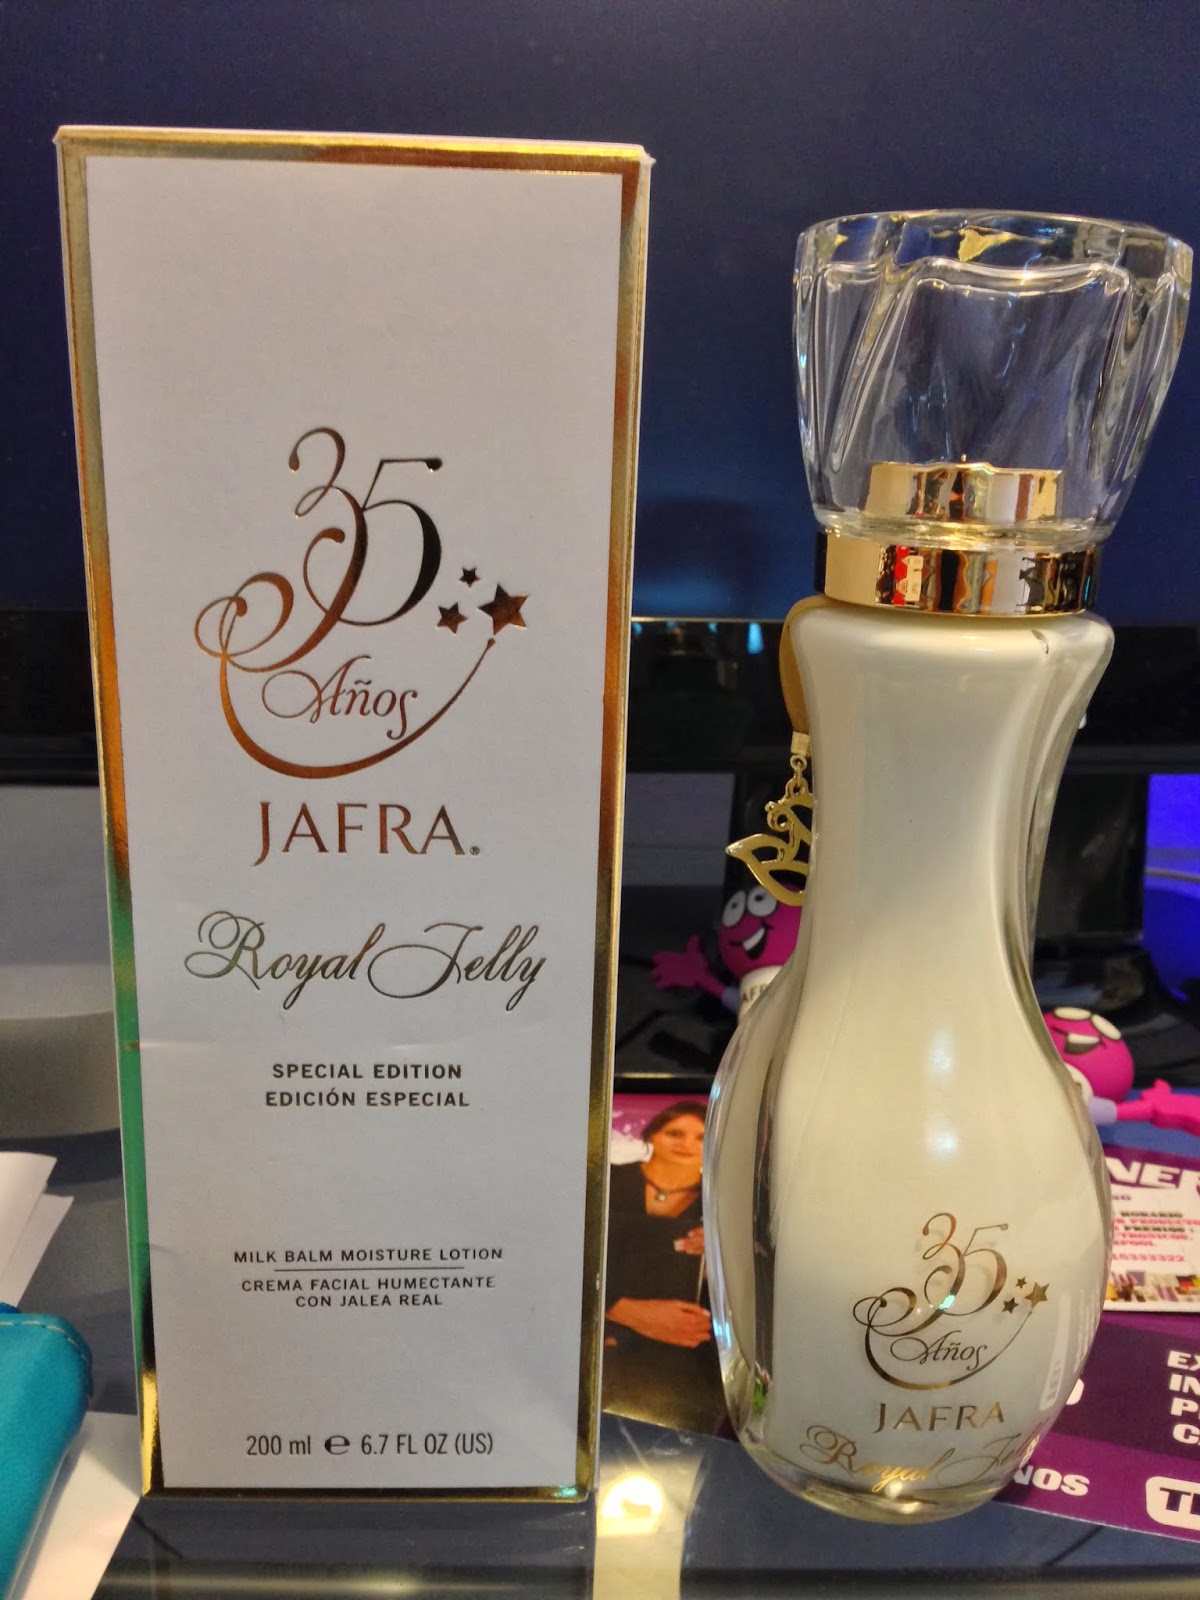 35
Años
JAFRA®
Royal Jelly
SPECIAL EDITION
EDICIÓN ESPECIAL
MILK BALM MOISTURE LOTION
CREMA FACIAL HUMECTANTE
CON JALEA REAL
200 ml ℮ 6.7 FL OZ (US)
35
Años
JAFRA
Royal Jelly
HORARIO